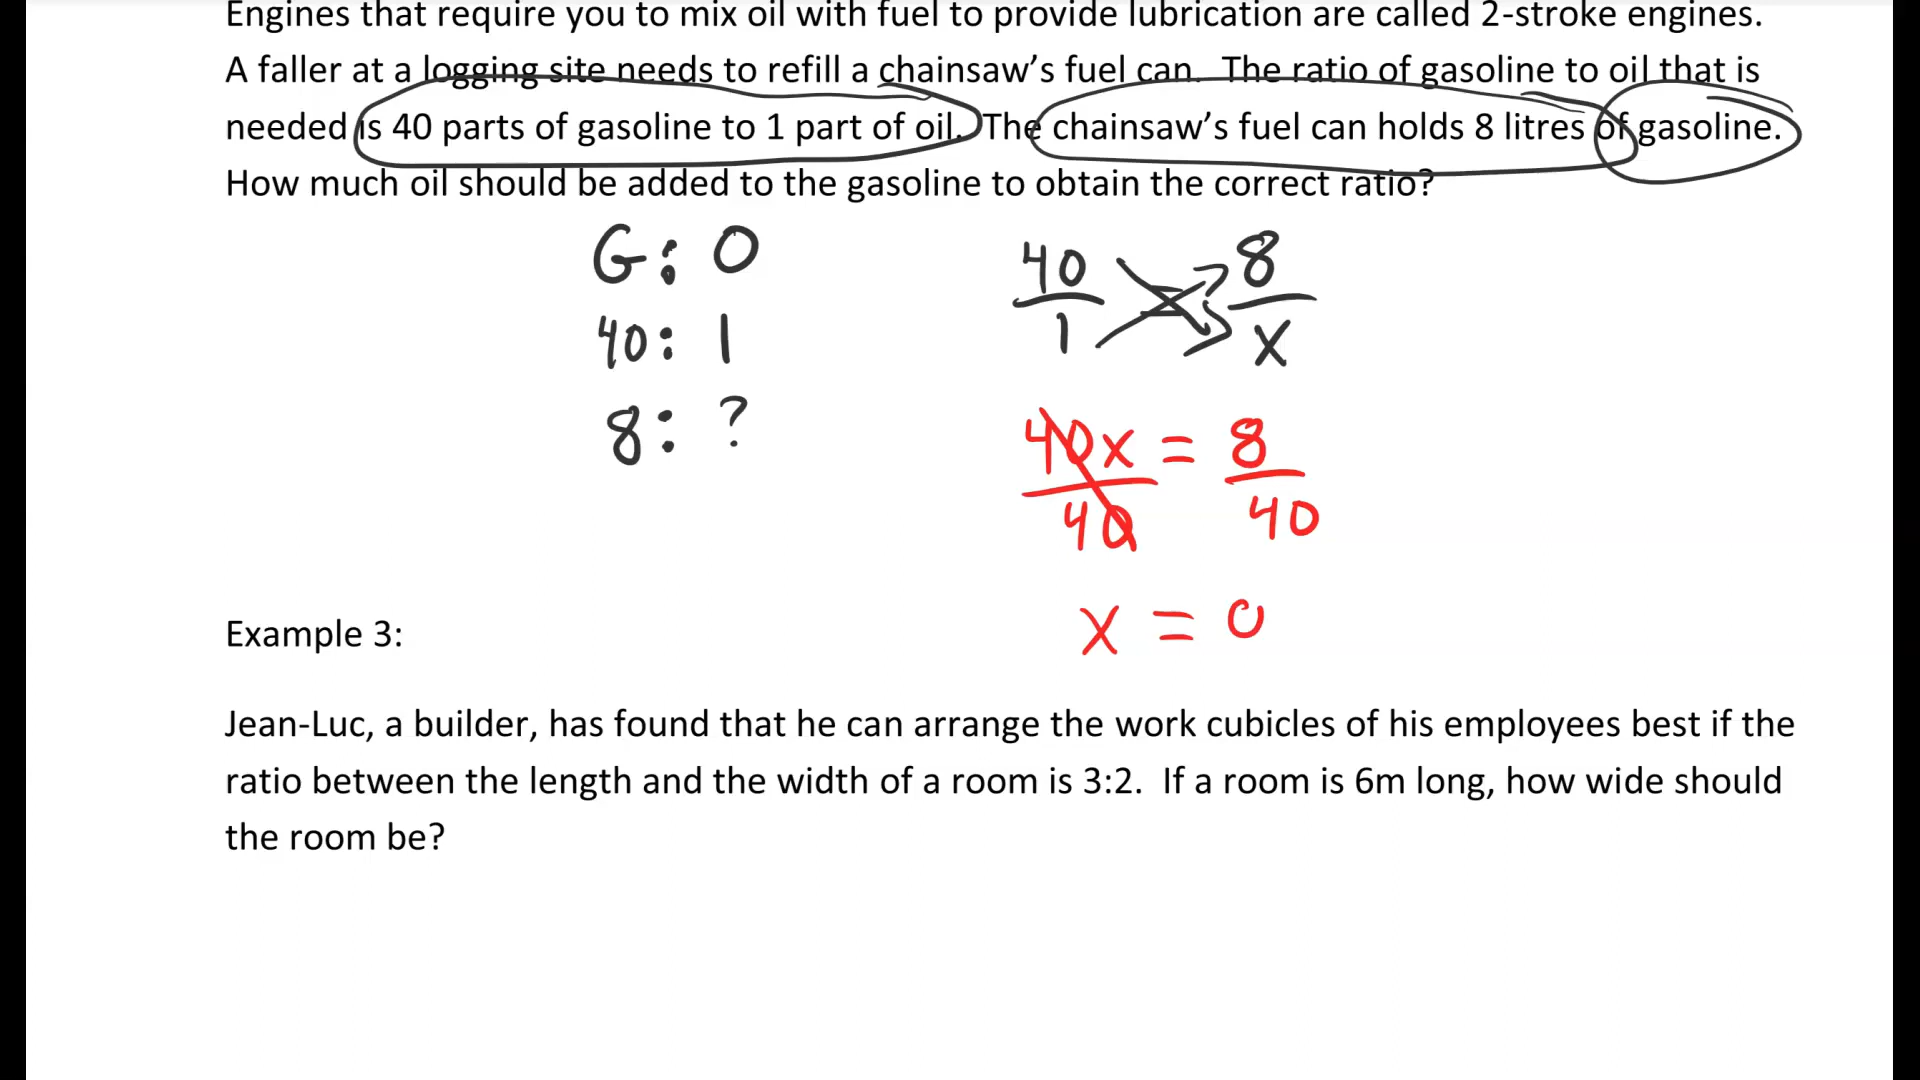 Engines that require you to mix oil with fuel to provide lubrication are called 2-stroke engines.
A faller at a logging site needs to refill a chainsaw's fuel can. The ratio of gasoline to oil that is
needed is 40 parts of gasoline to 1 part of oil. The chainsaw's fuel can holds 8 litres of gasoline.
How much oil should be added to the gasoline to obtain the correct ratio?
G: O
40: 1
8: ?
40/1 = 8/x
40x/40 = 8/40
x = 0
Example 3:
Jean-Luc, a builder, has found that he can arrange the work cubicles of his employees best if the
ratio between the length and the width of a room is 3:2. If a room is 6m long, how wide should
the room be?